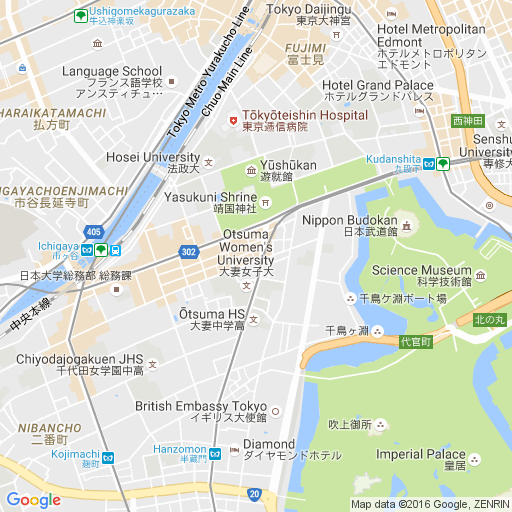 Ushigomekagurazaka
牛込神楽坂
Tokyo Daijingu
東京大神宮
Hotel Metropolitan
Edmont
ホテルメトロポリタン
エドモント
FUJIMI
富士見
Tokyo Metro Yurakucho Line
Chuo Main Line
Language School
フランス語学校
アンスティチュ...
Hotel Grand Palace
ホテルグランドパレス
HARAIKATAMACHI
払方町
Tōkyōteishin Hospital
東京逓信病院
西神田
Senshu
University
専修大
Hosei University
法政大
Yūshūkan
遊就館
Kudanshita
九段下
IGAYACHOENJIMACHI
市谷長延寺町
Yasukuni Shrine
靖国神社
Nippon Budokan
日本武道館
405
Ichigaya
市ヶ谷
302
Otsuma
Women's
University
大妻女子大
日本大学総務部 総務課
Science Museum
科学技術館
千鳥ケ淵ボート場
中央本線
Ōtsuma HS
大妻中学高
千鳥ヶ淵
北の丸
代官町
Chiyodajogakuen JHS
千代田女学園中高
British Embassy Tokyo
イギリス大使館
吹上御所
NIBANCHO
二番町
Kojimachi
麹町
Hanzomon
半蔵門
Diamond
ダイヤモンドホテル
Imperial Palace
皇居
20
Google
Map data ©2016 Google, ZENRIN